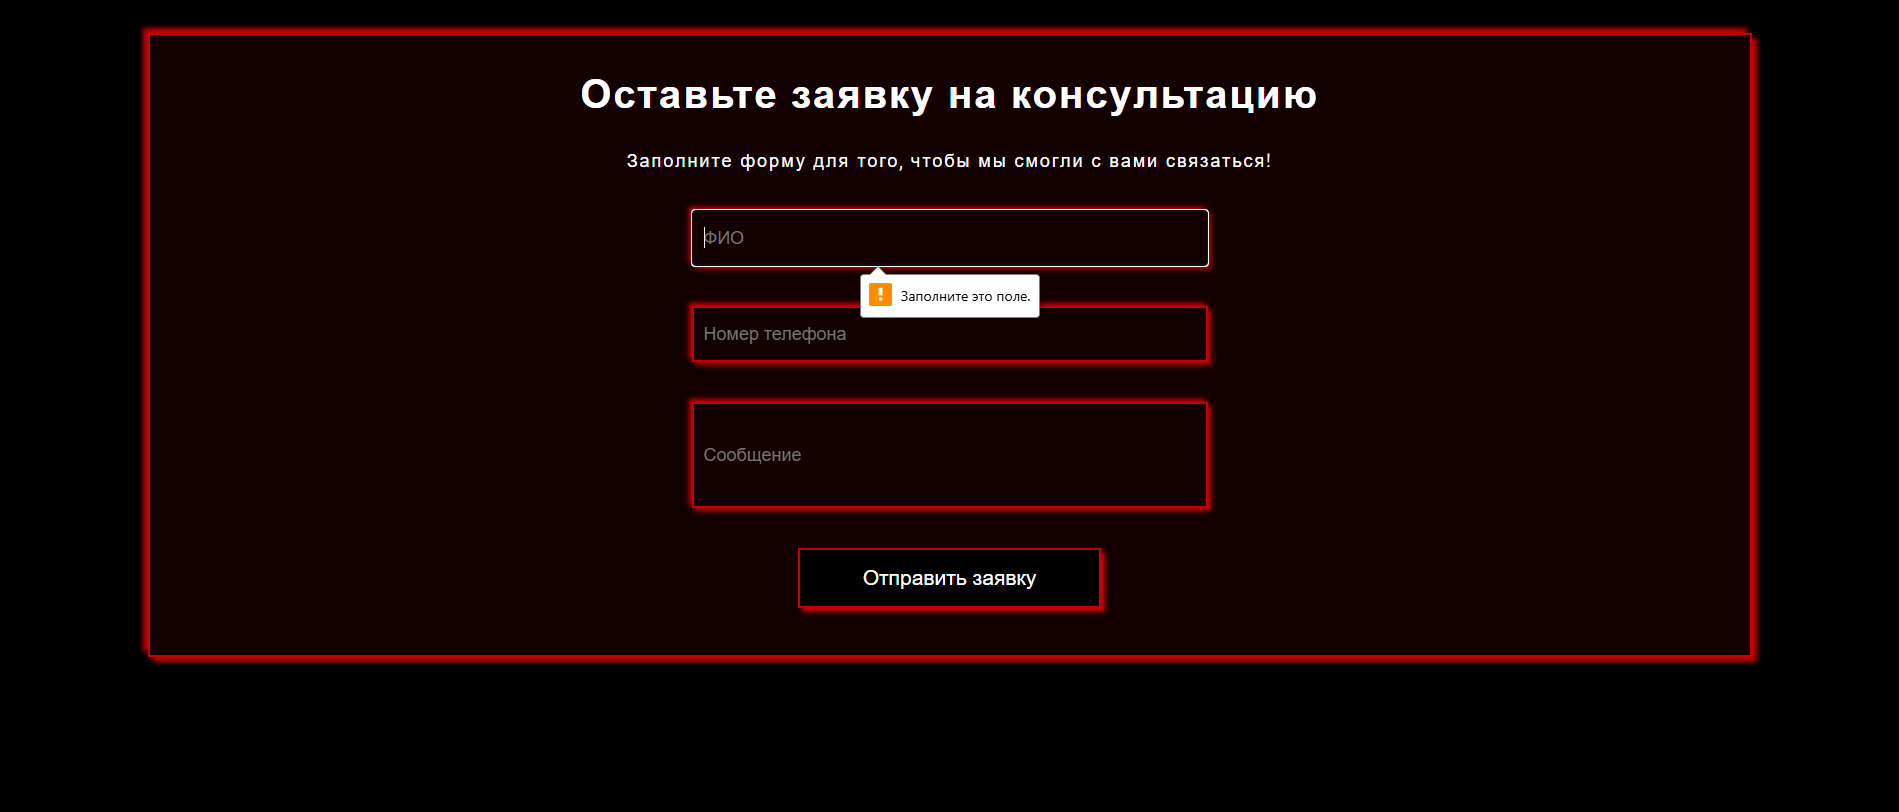 Оставьте заявку на консультацию
Заполните форму для того, чтобы мы смогли с вами связаться!
ФИО
Заполните это поле.
Номер телефона
Сообщение
Отправить заявку